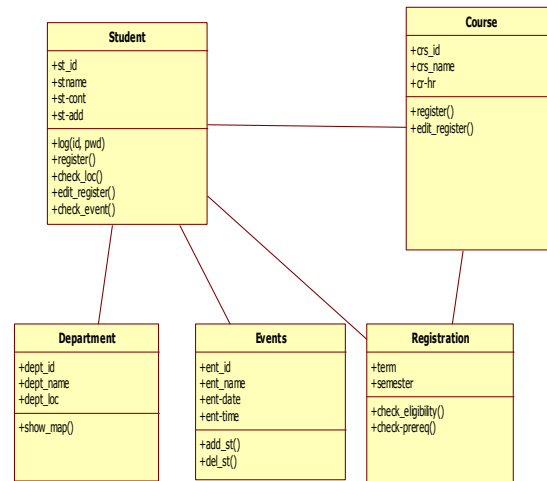 Student
+st_id
+stname
+st-cont
+st-add
+log(id, pwd)
+register()
+check_loc()
+edit_register()
+check_event()
Course
+crs_id
+crs_name
+cr-hr
+register()
+edit_register()
Department
+dept_id
+dept_name
+dept_loc
+show_map()
Events
+ent_id
+ent_name
+ent-date
+ent-time
+add_st()
+del_st()
Registration
+term
+semester
+check_eligibility()
+check-prereq()